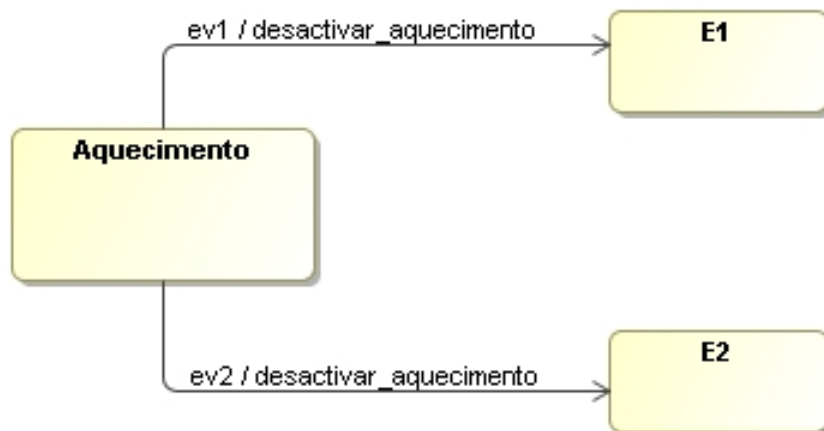 ev1 / desactivar_aquecimento
E1
Aquecimento
ev2 / desactivar_aquecimento
E2